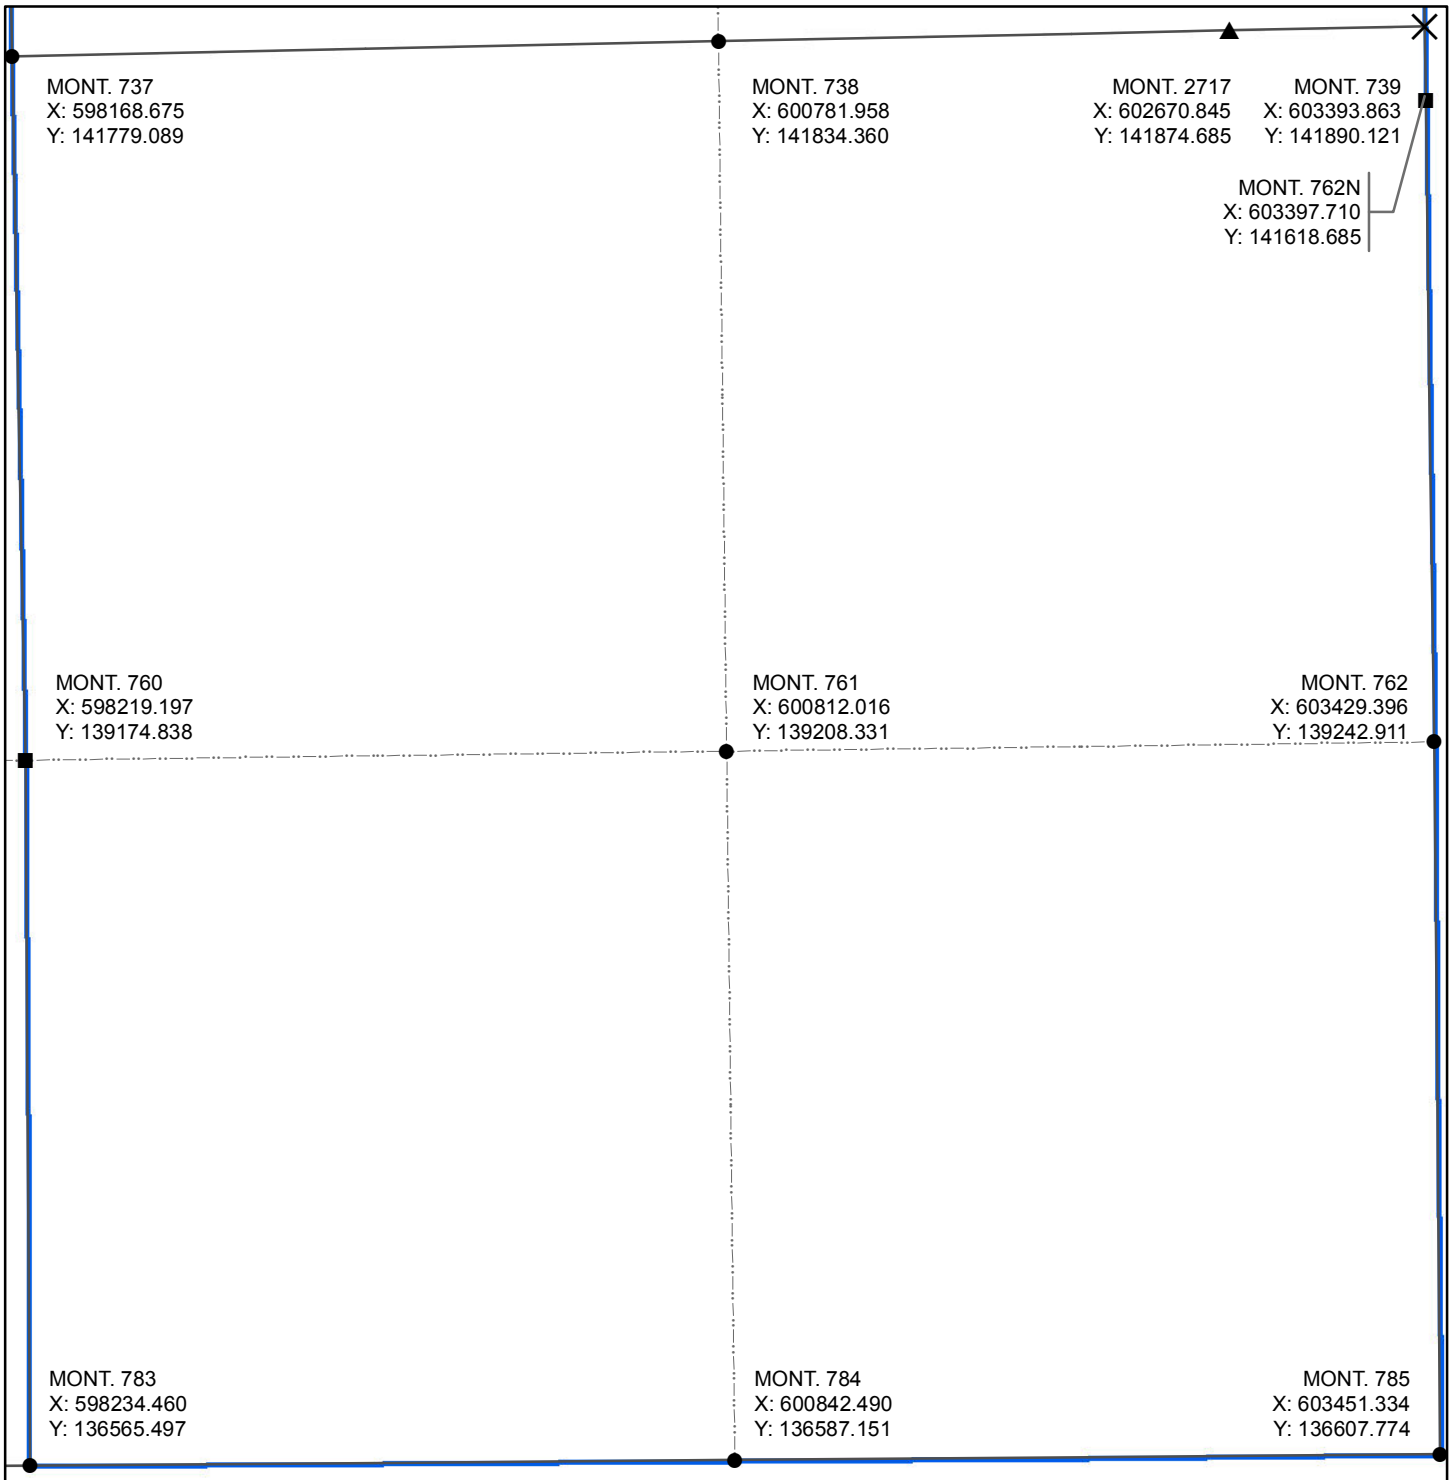 MONT. 737
X: 598168.675
Y: 141779.089
MONT. 738
X: 600781.958
Y: 141834.360
MONT. 2717
X: 602670.845
Y: 141874.685
MONT. 739
X: 603393.863
Y: 141890.121
MONT. 762N
X: 603397.710
Y: 141618.685
MONT. 760
X: 598219.197
Y: 139174.838
MONT. 761
X: 600812.016
Y: 139208.331
MONT. 762
X: 603429.396
Y: 139242.911
MONT. 783
X: 598234.460
Y: 136565.497
MONT. 784
X: 600842.490
Y: 136587.151
MONT. 785
X: 603451.334
Y: 136607.774